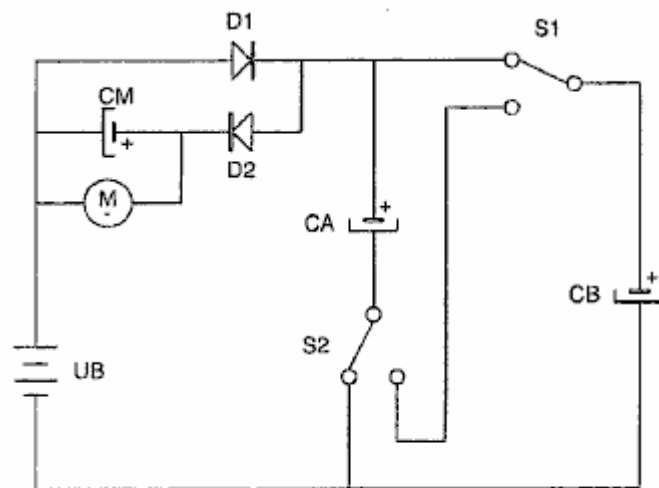 D1
S1
CM
+
D2
M
-
+
CA
+
CB
S2
UB